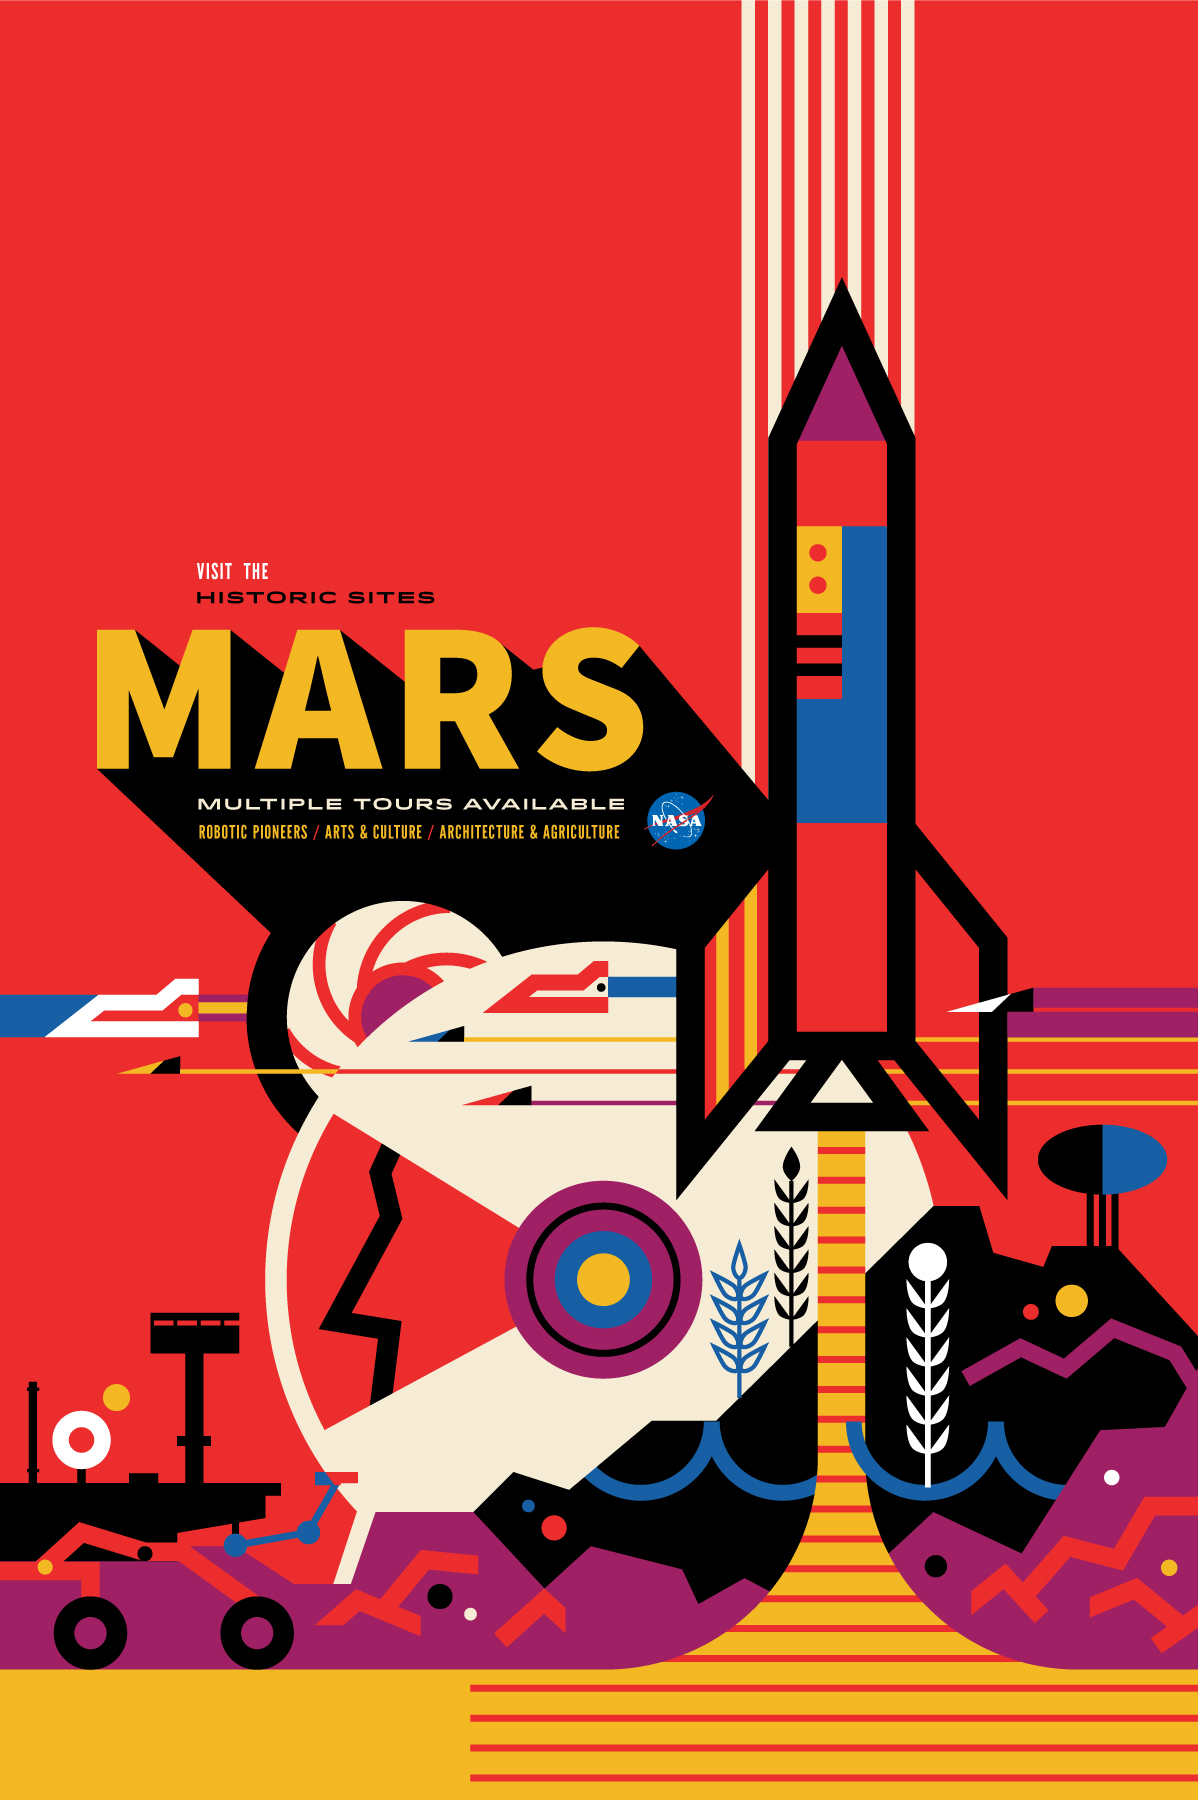 VISIT THE
HISTORIC SITES
MARS
MULTIPLE TOURS AVAILABLE
ROBOTIC PIONEERS / ARTS & CULTURE / ARCHITECTURE & AGRICULTURE
NASA